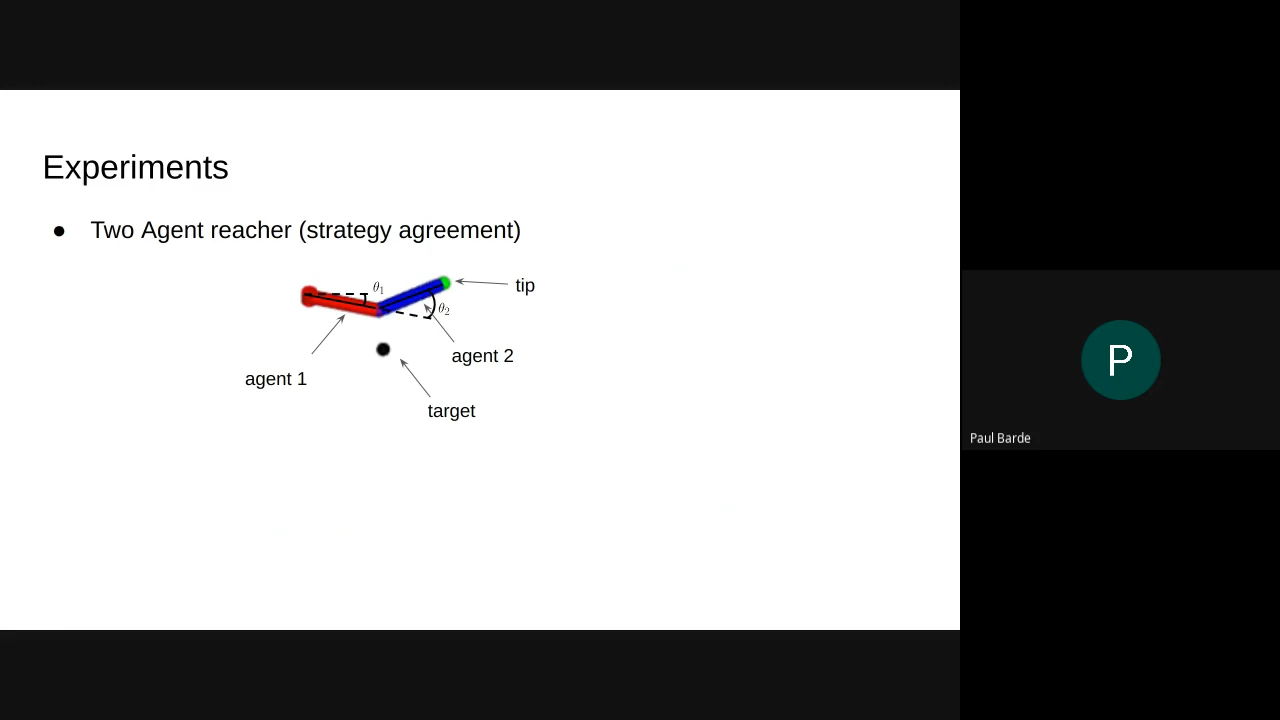 Experiments
● Two Agent reacher (strategy agreement)
θ1
tip
θ2
agent 2
agent 1
target
P
Paul Barde